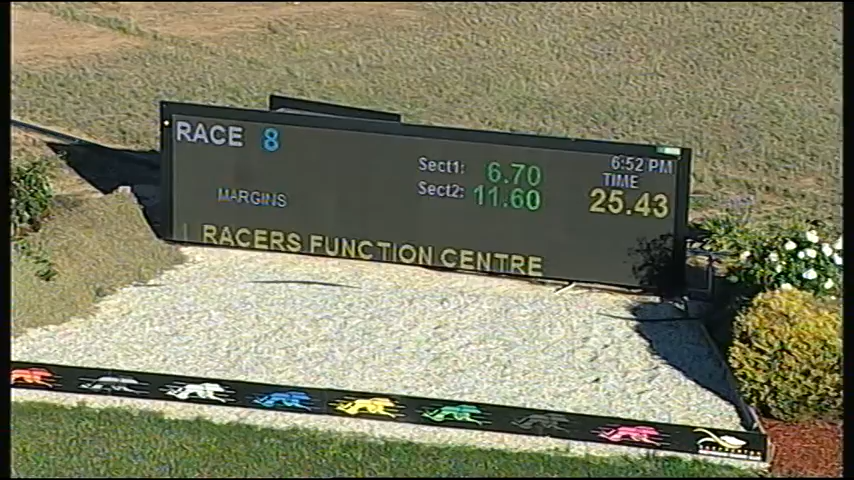 RACE 8
6:52 PM
Sect1: 6.70
TIME
Sect2: 11.60
25.43
MARGINS
RACERS FUNCTION CENTRE